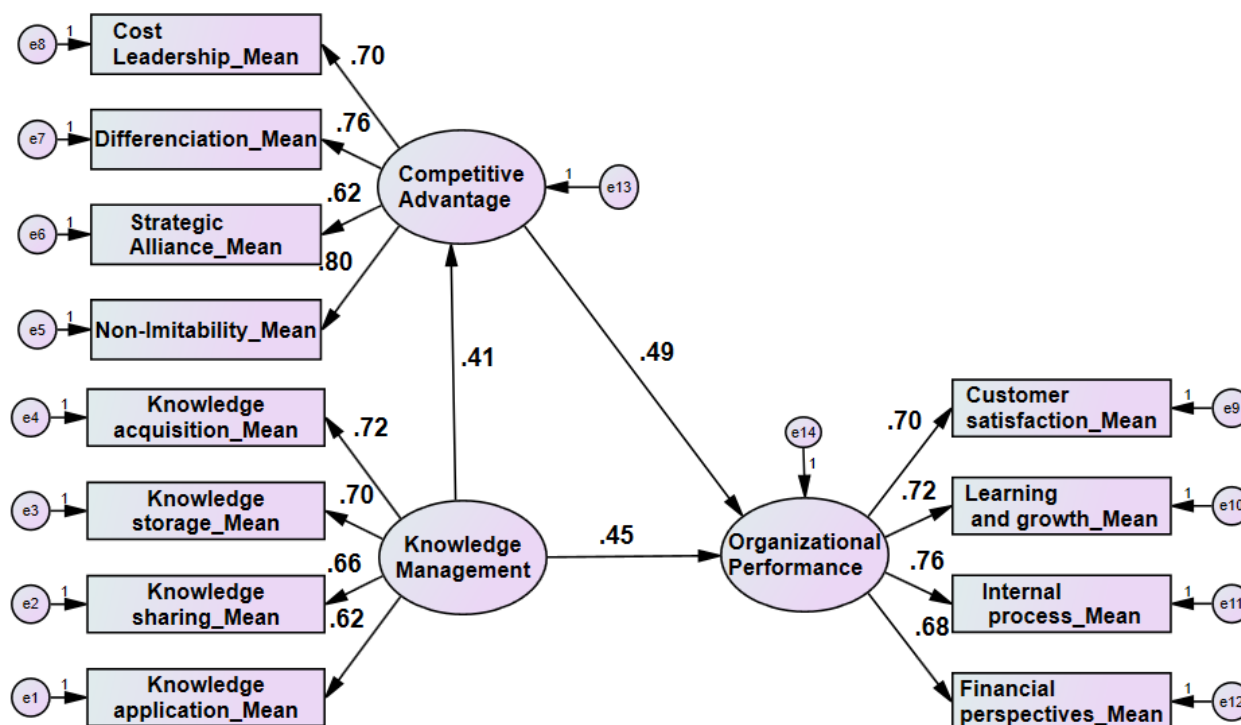 e8
1
Cost
Leadership_Mean
.70
e7
1
Differenciation_Mean
.76
e6
1
Strategic
Alliance_Mean
.62
e5
1
Non-Imitability_Mean
.80
Competitive
Advantage
1
e13
.41
.49
e4
1
Knowledge
acquisition_Mean
.72
e3
1
Knowledge
storage_Mean
.70
e2
1
Knowledge
sharing_Mean
.66
e1
1
Knowledge
application_Mean
.62
Knowledge
Management
.45
e14
1
Organizational
Performance
.70
Customer
satisfaction_Mean
1
e9
.72
Learning
and growth_Mean
1
e10
.76
Internal
process_Mean
1
e11
.68
Financial
perspectives_Mean
1
e12